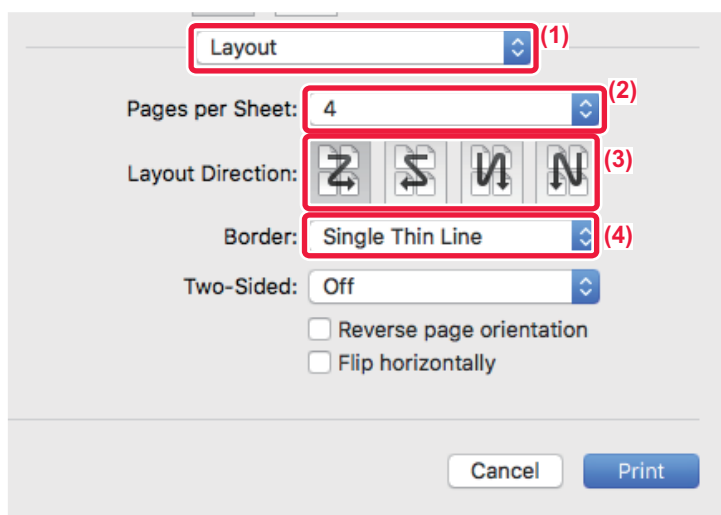 Layout (1)
Pages per Sheet: 4 (2)
Layout Direction: (3)
Border: Single Thin Line (4)
Two-Sided: Off
Reverse page orientation
Flip horizontally
Cancel Print